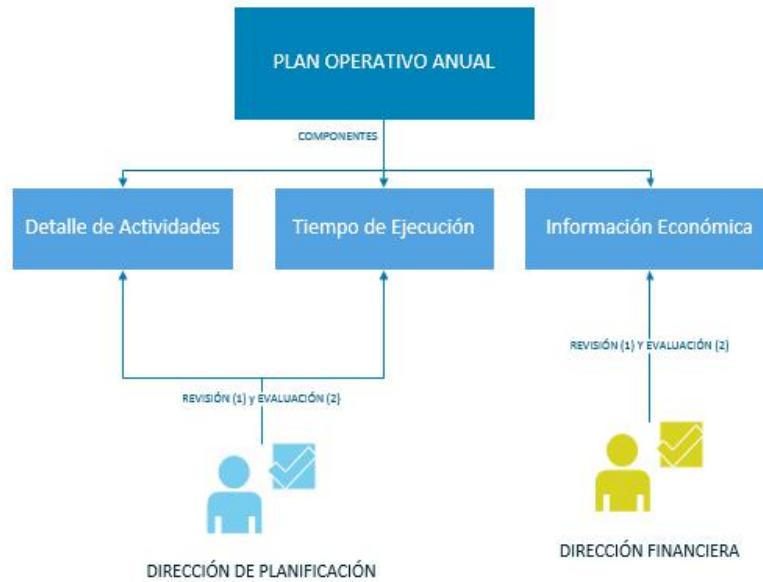 PLAN OPERATIVO ANUAL
COMPONENTES
Detalle de Actividades
Tiempo de Ejecución
Información Económica
REVISIÓN (1) Y EVALUACIÓN (2)
REVISIÓN (1) y EVALUACIÓN (2)
DIRECCIÓN FINANCIERA
DIRECCIÓN DE PLANIFICACIÓN